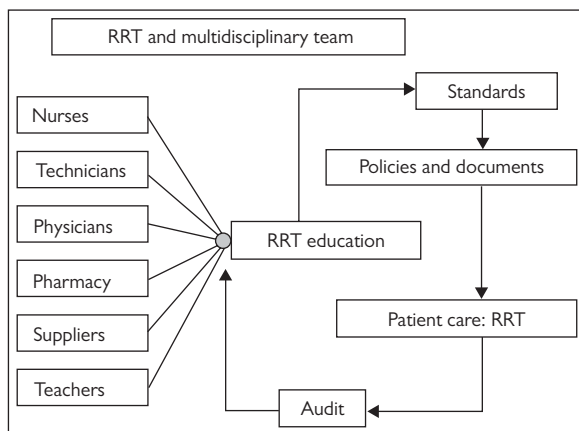 RRT and multidisciplinary team
Nurses
Technicians
Physicians
Pharmacy
Suppliers
Teachers
RRT education
Standards
Policies and documents
Patient care: RRT
Audit